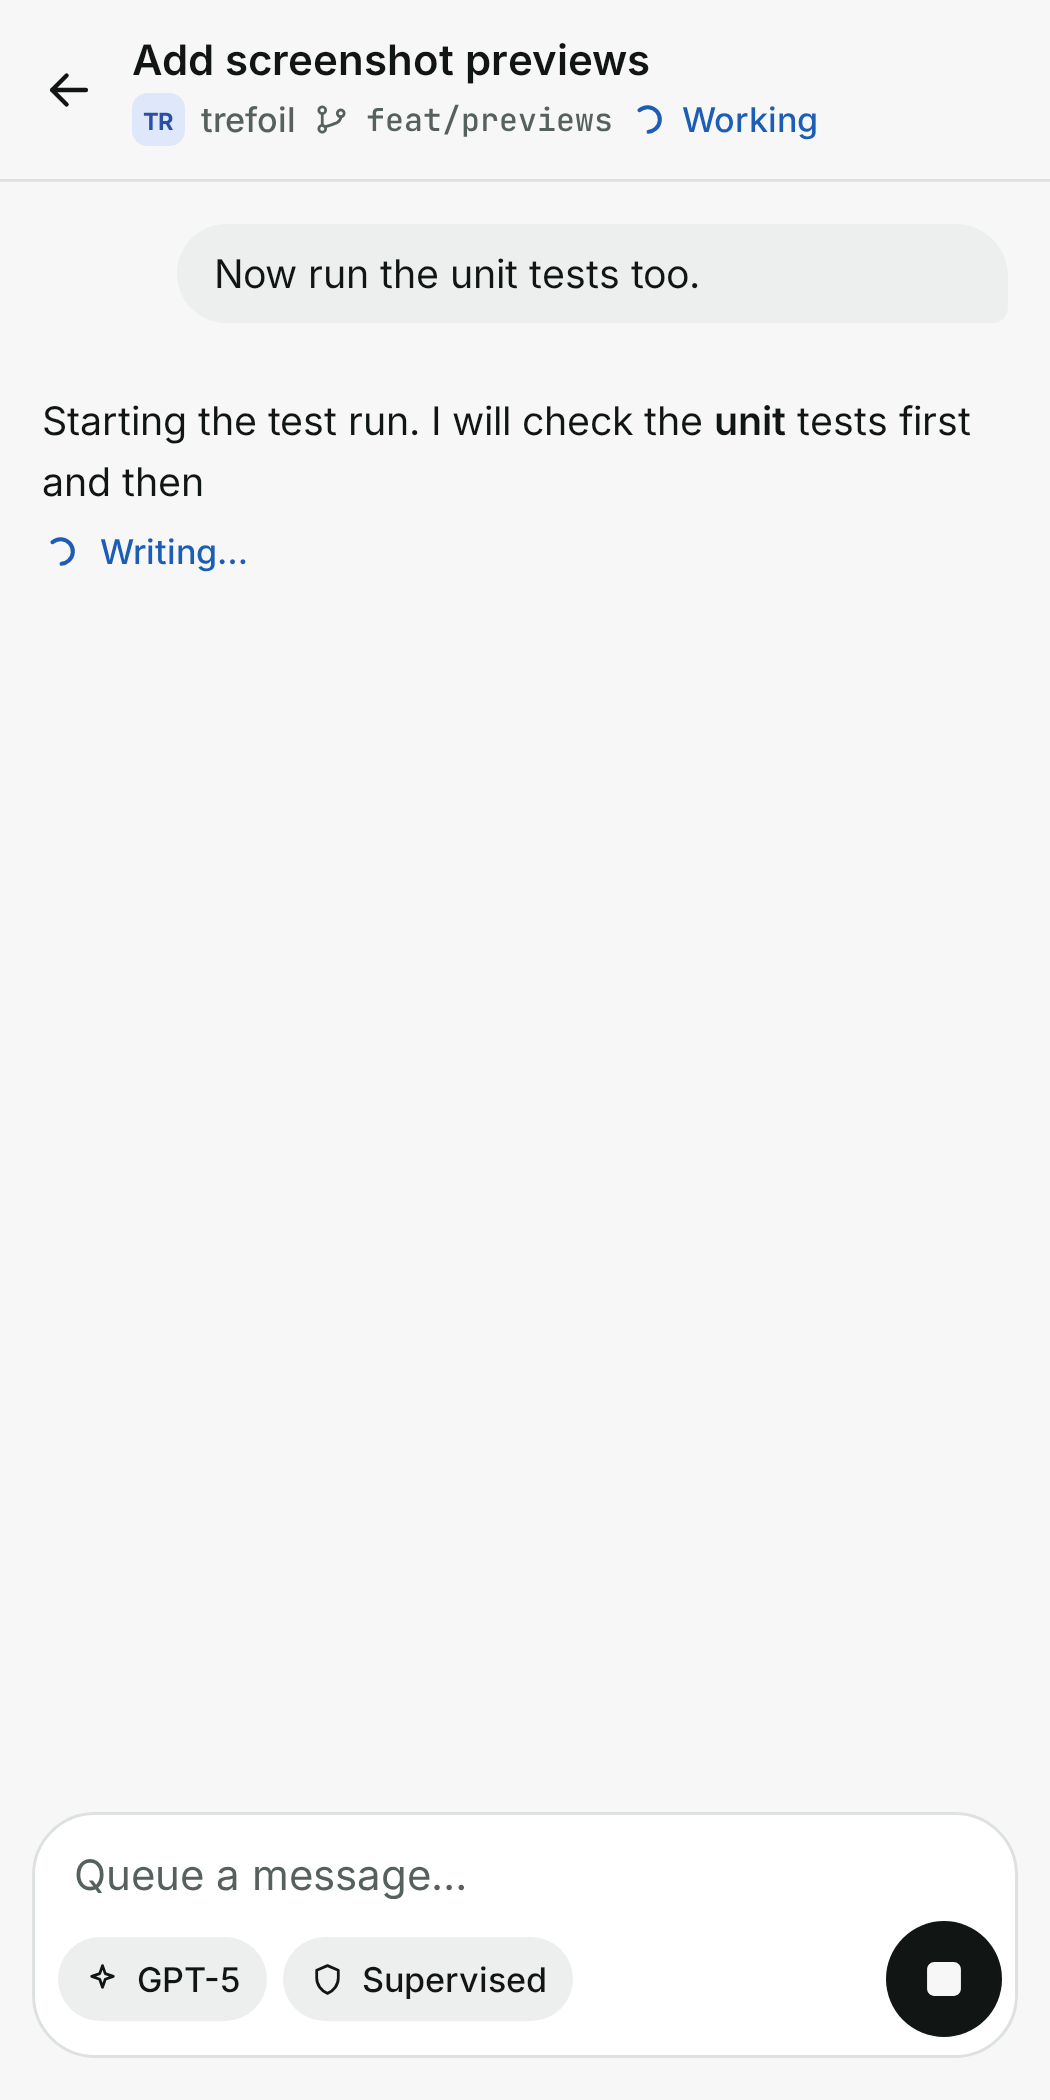 Add screenshot previews
TR trefoil feat/previews Working
Now run the unit tests too.
Starting the test run. I will check the unit tests first
and then
Writing...
Queue a message...
GPT-5 Supervised